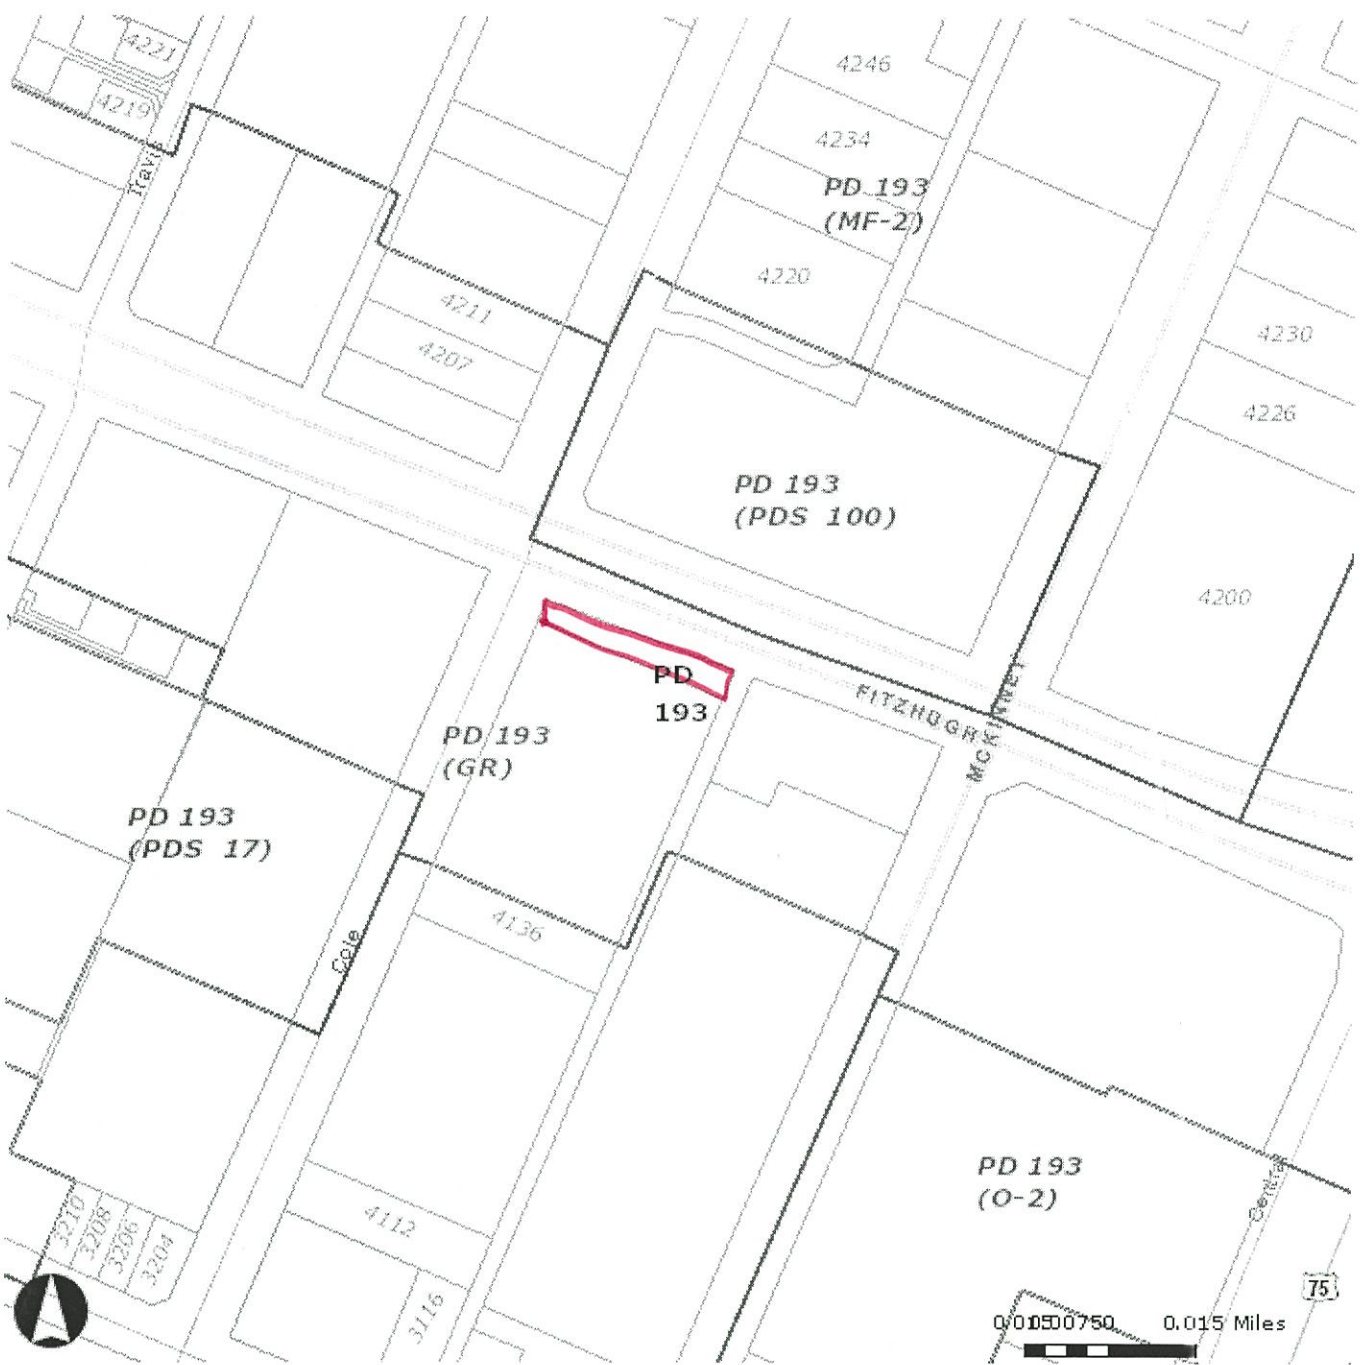 4221
4246
4219
4234
Travis
PD 193
(MF-2)
4220
4211
4230
4207
4226
PD 193
(PDS 100)
4200
PD
193
FITZHUGH
MCKINNEY
PD 193
(GR)
PD 193
(PDS 17)
4136
Cole
PD 193
(O-2)
Central
3210
3208
3206
3204
4112
3116
75
0.015 Miles